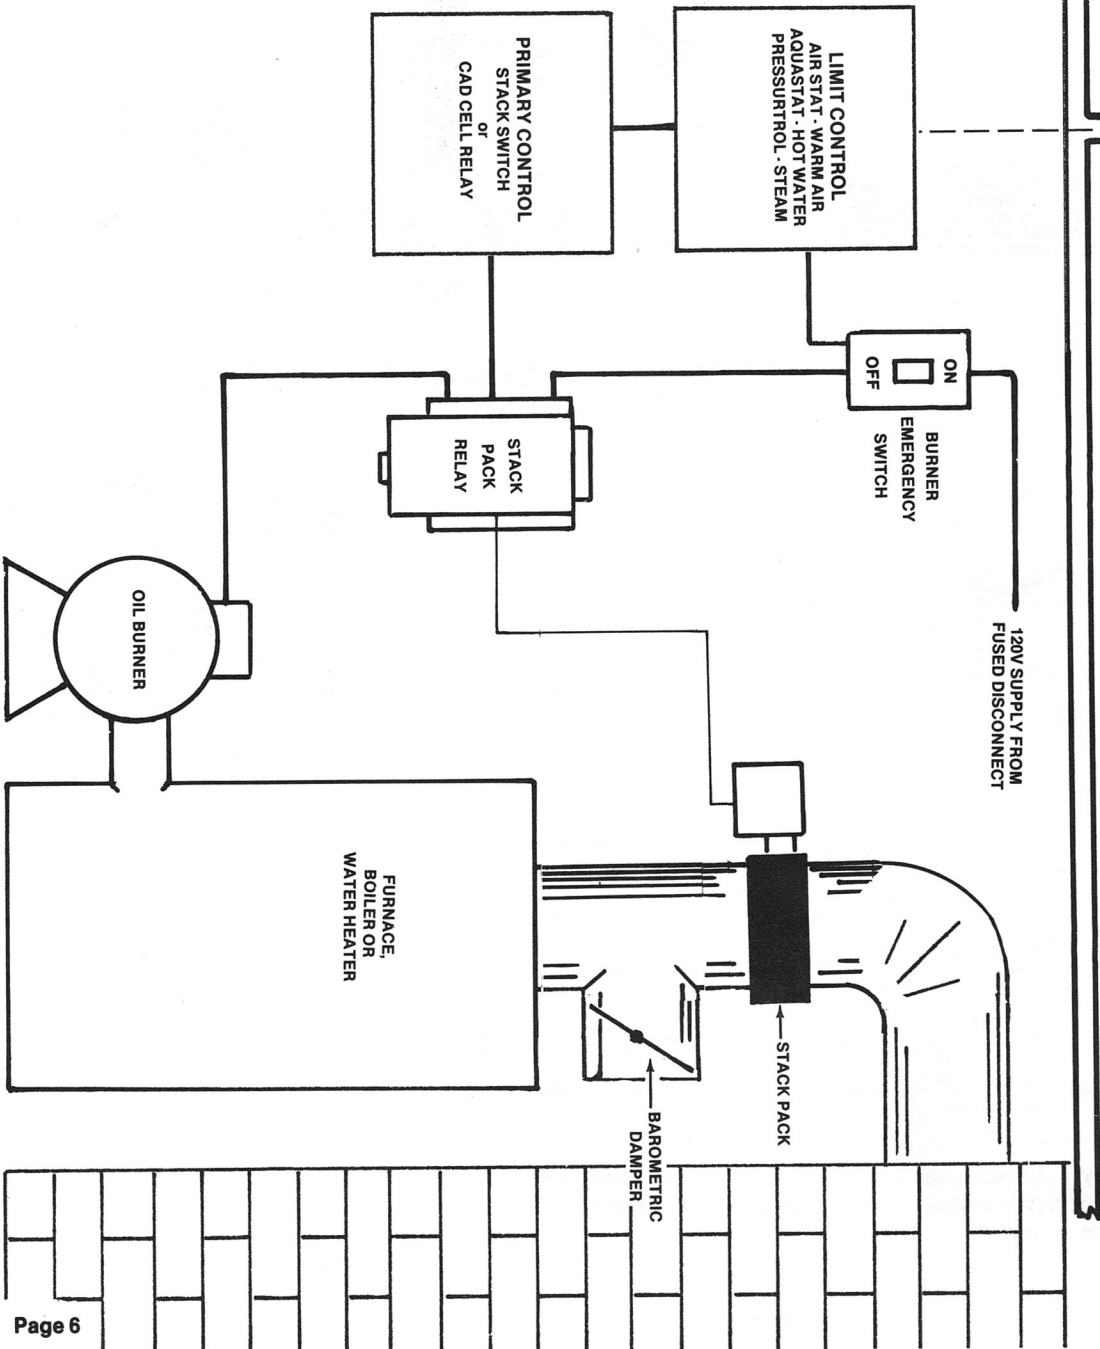 LIMIT CONTROL
AIR STAT - WARM AIR
AQUASTAT - HOT WATER
PRESSURTROL - STEAM
PRIMARY CONTROL
STACK SWITCH
or
CAD CELL RELAY
ON
OFF
BURNER
EMERGENCY
SWITCH
120V SUPPLY FROM
FUSED DISCONNECT
STACK
PACK
RELAY
OIL BURNER
FURNACE,
BOILER OR
WATER HEATER
STACK PACK
BAROMETRIC
DAMPER
Page 6